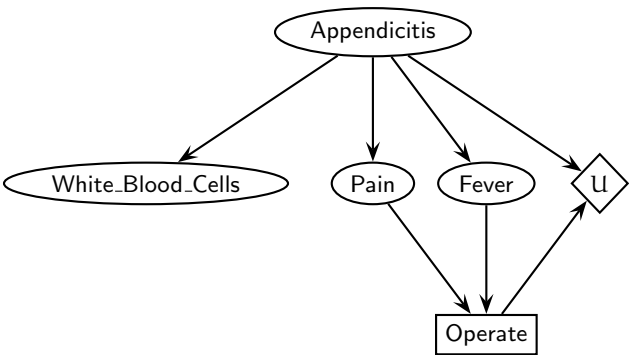 Appendicitis
White_Blood_Cells
Pain
Fever
U
Operate